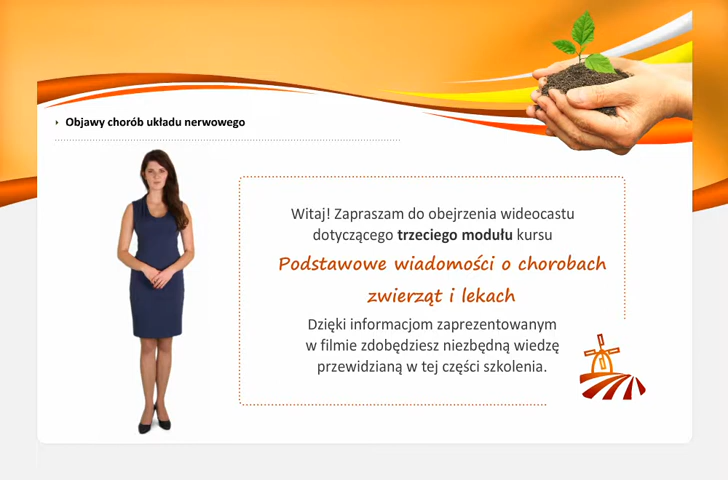 Objawy chorób układu nerwowego
Witaj! Zapraszam do obejrzenia wideocastu
dotyczącego trzeciego modułu kursu
Podstawowe wiadomości o chorobach
zwierząt i lekach
Dzięki informacjom zaprezentowanym
w filmie zdobędziesz niezbędną wiedzę
przewidzianą w tej części szkolenia.